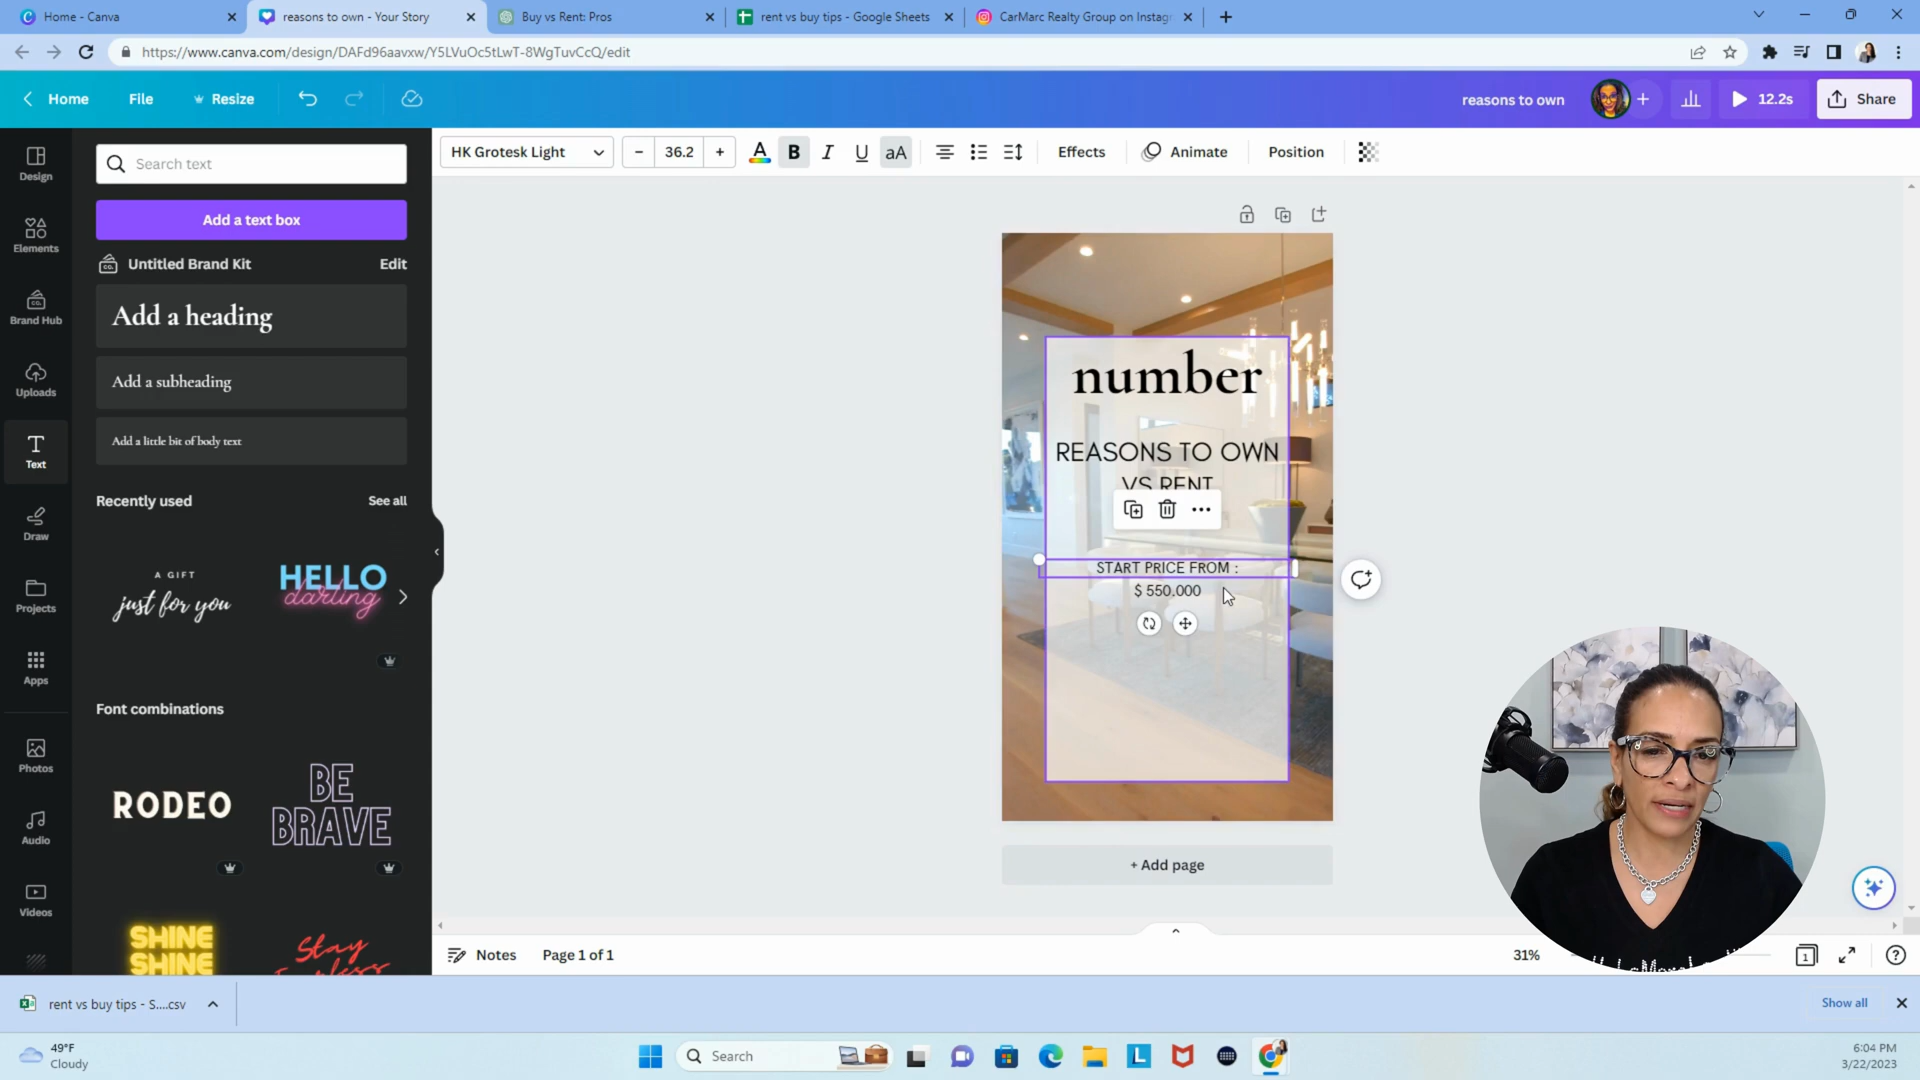 Home - Canva
reasons to own - Your Story
Buy vs Rent: Pros
rent vs buy tips - Google Sheets
CarMarc Realty Group on Instag
https://www.canva.com/design/DAFd96aavxw/Y5LVuOc5tLwT-8WgTuvCcQ/edit
Home
File
Resize
reasons to own
12.2s
Share
Search text
HK Grotesk Light
36.2
B
I
U
aA
Effects
Animate
Position
Design
Elements
Brand Hub
Uploads
Text
Draw
Projects
Apps
Photos
Audio
Videos
Add a text box
Untitled Brand Kit
Edit
Add a heading
Add a subheading
Add a little bit of body text
Recently used
See all
A GIFT
just for you
HELLO
darling
Font combinations
RODEO
BE
BRAVE
SHINE
SHINE
Stay
number
REASONS TO OWN
VS RENT
START PRICE FROM :
$ 550.000
+ Add page
Notes
Page 1 of 1
31%
1
rent vs buy tips - S....csv
Show all
49°F
Cloudy
Search
6:04 PM
3/22/2023